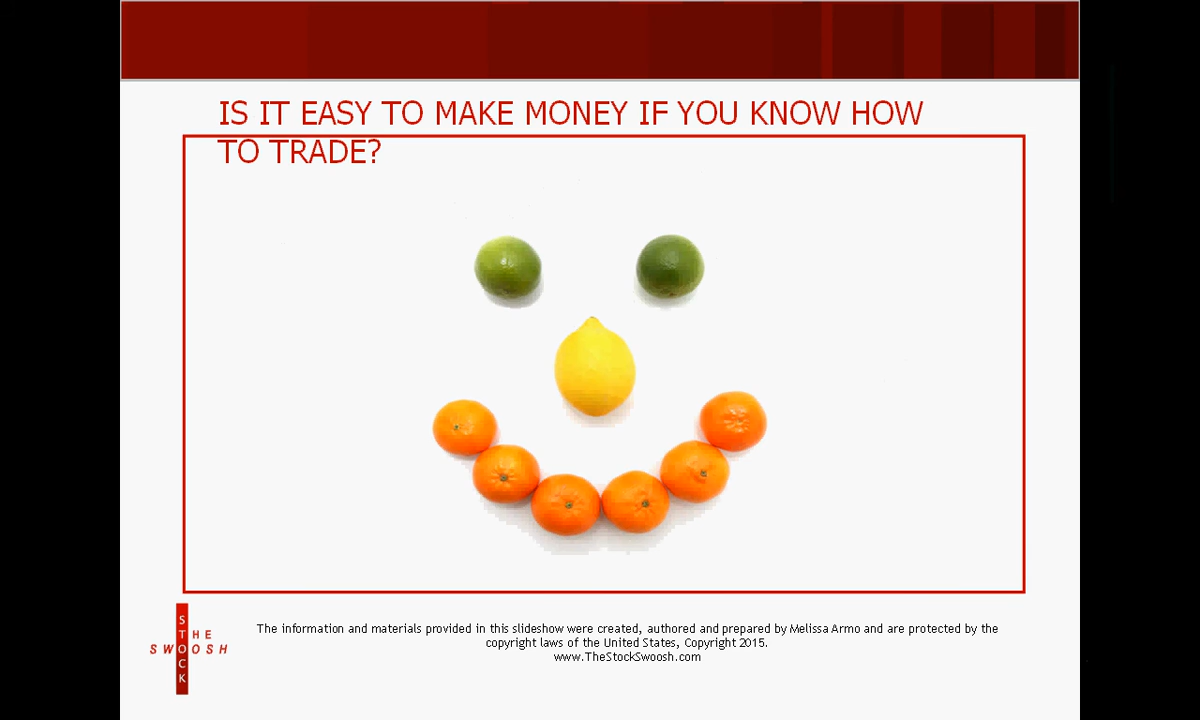 IS IT EASY TO MAKE MONEY IF YOU KNOW HOW
TO TRADE?
The information and materials provided in this slideshow were created, authored and prepared by Melissa Armo and are protected by the
copyright laws of the United States, Copyright 2015.
www.TheStockSwoosh.com
THE
STOCK
SWOOSH